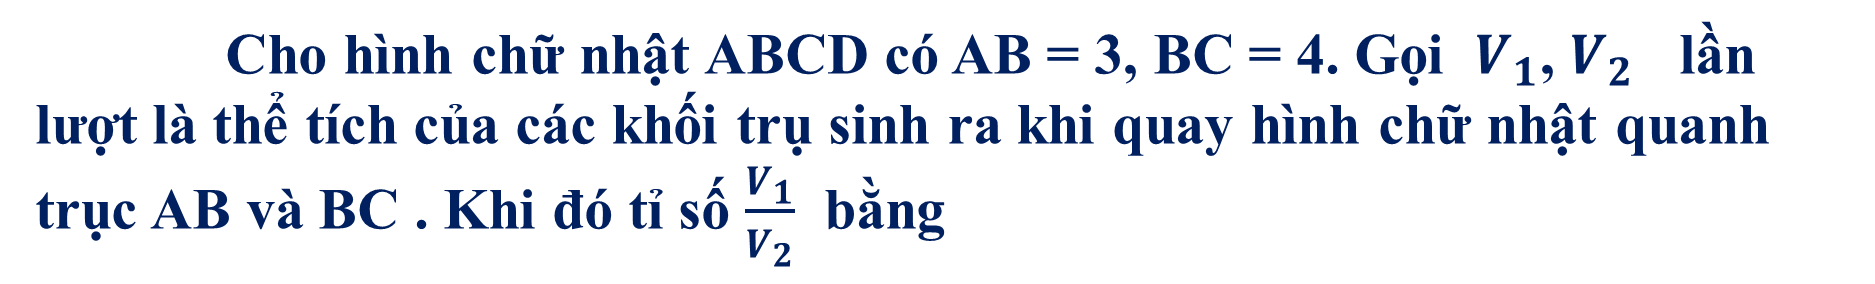 Cho hình chữ nhật ABCD có AB = 3, BC = 4. Gọi V₁, V₂ lần
lượt là thể tích của các khối trụ sinh ra khi quay hình chữ nhật quanh
trục AB và BC . Khi đó tỉ số V₁/V₂ bằng